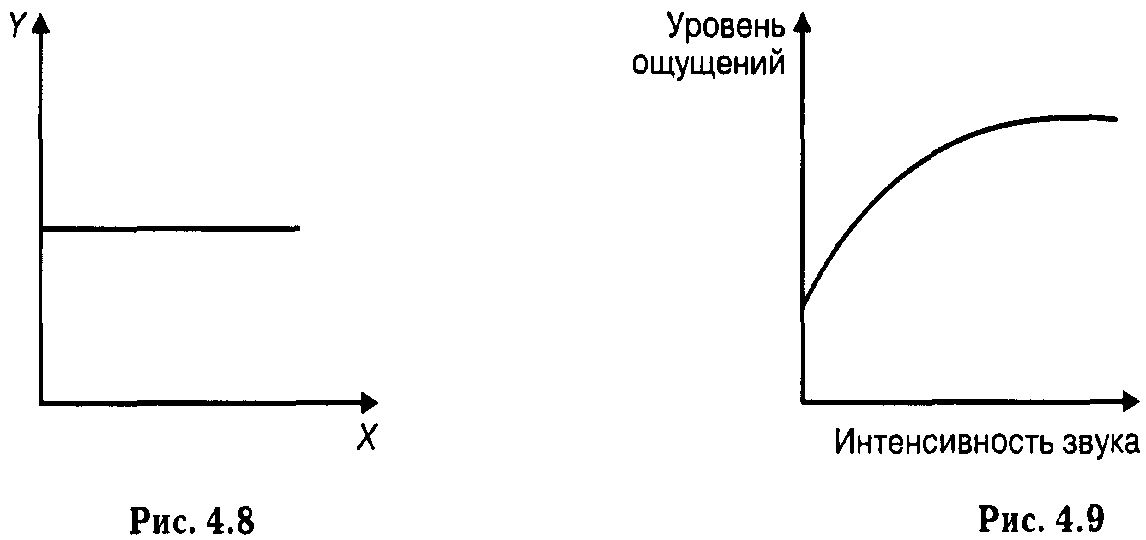 Y
X
Рис. 4.8
Уровень
ощущений
Интенсивность звука
Рис. 4.9